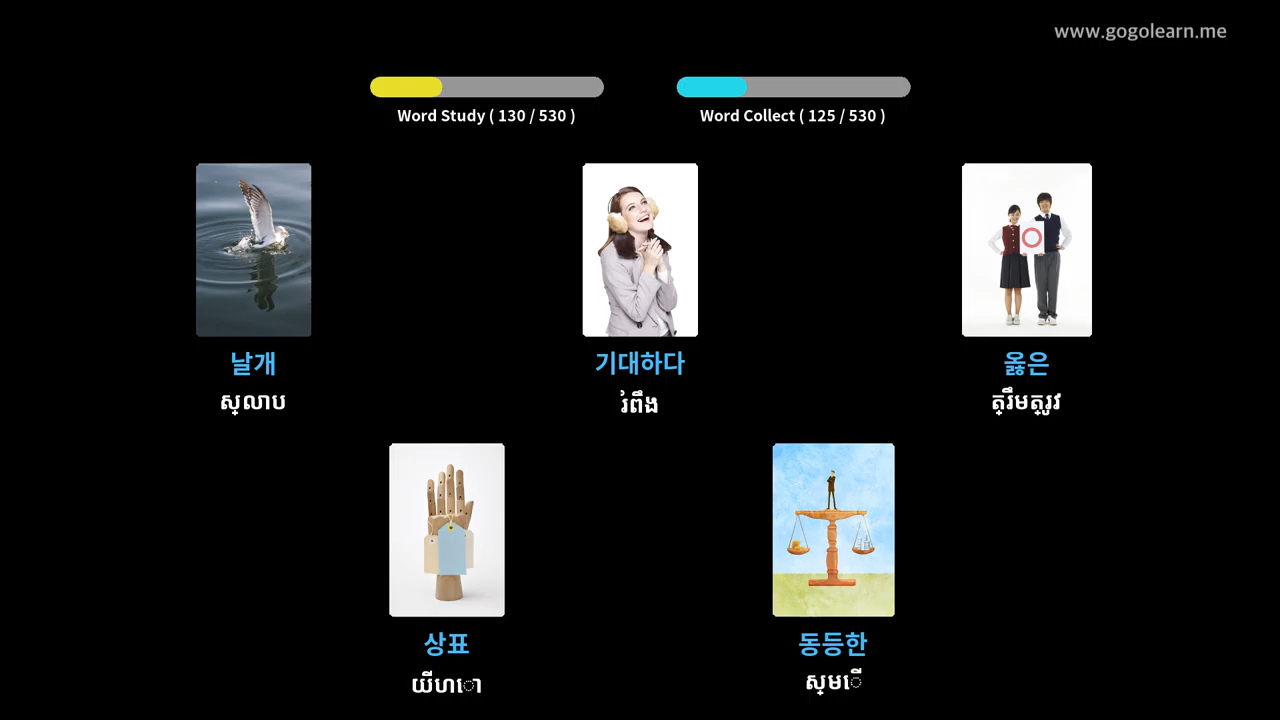 www.gogolearn.me
Word Study ( 130 / 530 )
Word Collect ( 125 / 530 )
날개
ស្លាប
기대하다
រំពឹង
옳은
ត្រឹមត្រូវ
상표
យីហោ
동등한
ស្មើ